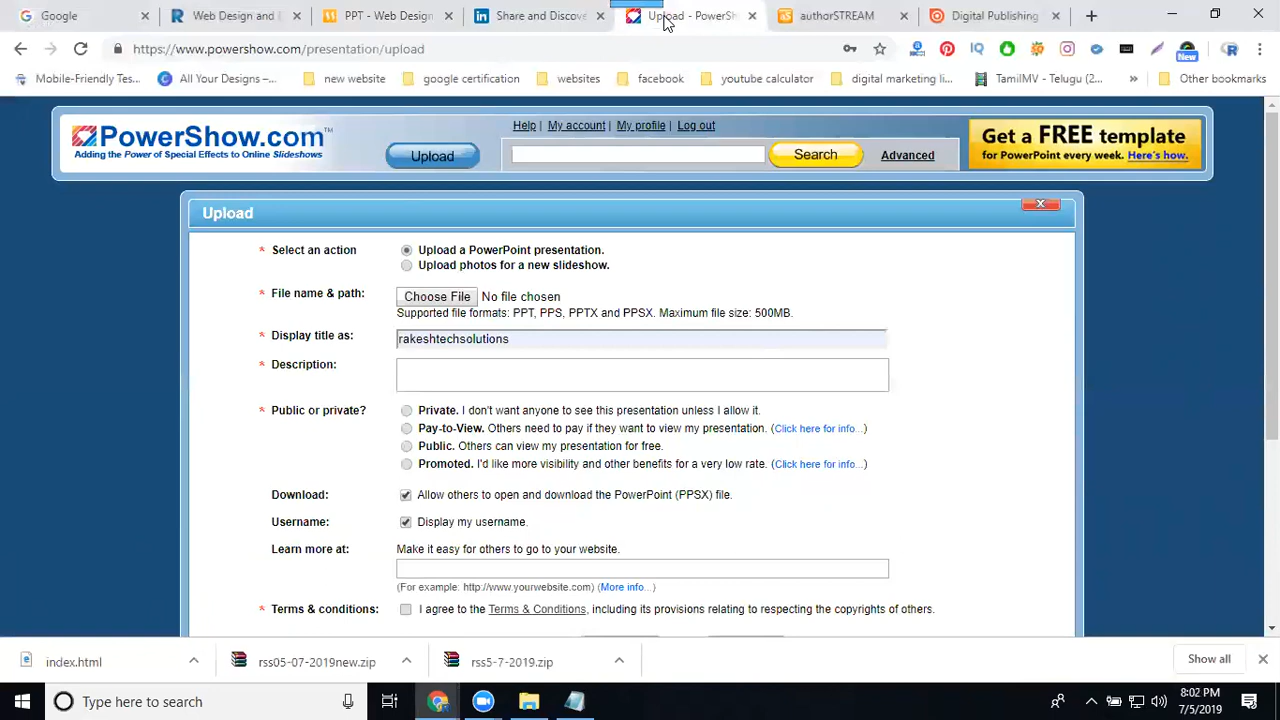 Google
Web Design and D
PPT - Web Design
Share and Discove
Upload - PowerSh
authorSTREAM
Digital Publishing
https://www.powershow.com/presentation/upload
New
Mobile-Friendly Tes...
All Your Designs –...
new website
google certification
websites
facebook
youtube calculator
digital marketing li...
TamilMV - Telugu (2...
»
Other bookmarks
PowerShow.com™
Adding the Power of Special Effects to Online Slideshows
Help | My account | My profile | Log out
Upload
Search
Advanced
Get a FREE template
for PowerPoint every week. Here's how.
Upload
X
* Select an action
Upload a PowerPoint presentation.
Upload photos for a new slideshow.
* File name & path:
Choose File No file chosen
Supported file formats: PPT, PPS, PPTX and PPSX. Maximum file size: 500MB.
* Display title as:
rakeshtechsolutions
* Description:
* Public or private?
Private. I don't want anyone to see this presentation unless I allow it.
Pay-to-View. Others need to pay if they want to view my presentation. (Click here for info...)
Public. Others can view my presentation for free.
Promoted. I'd like more visibility and other benefits for a very low rate. (Click here for info...)
Download:
Allow others to open and download the PowerPoint (PPSX) file.
Username:
Display my username.
Learn more at:
Make it easy for others to go to your website.
(For example: http://www.yourwebsite.com) (More info...)
* Terms & conditions:
I agree to the Terms & Conditions, including its provisions relating to respecting the copyrights of others.
index.html
rss05-07-2019new.zip
rss5-7-2019.zip
Show all
Type here to search
8:02 PM
7/5/2019